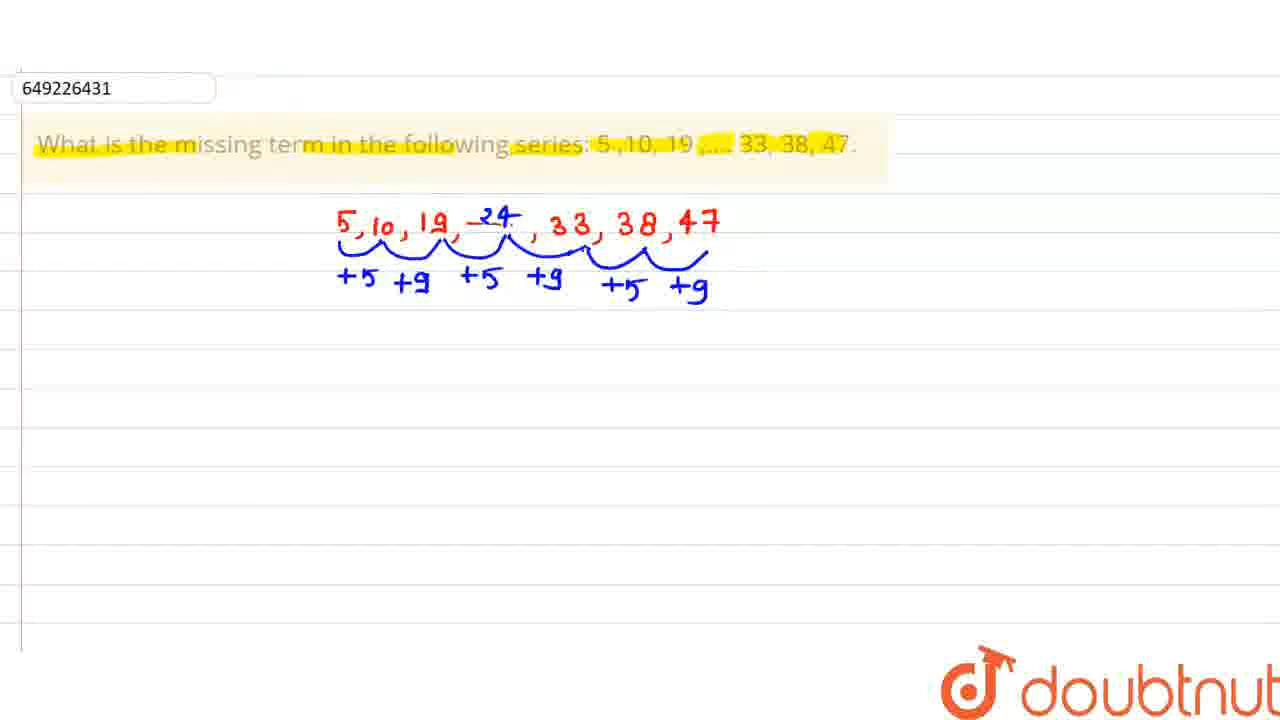 649226431
What is the missing term in the following series: 5 ,10, 19 ,.... 33, 38, 47.
5, 10, 19, 24, 33, 38, 47
+5 +9 +5 +9 +5 +9
doubtnut